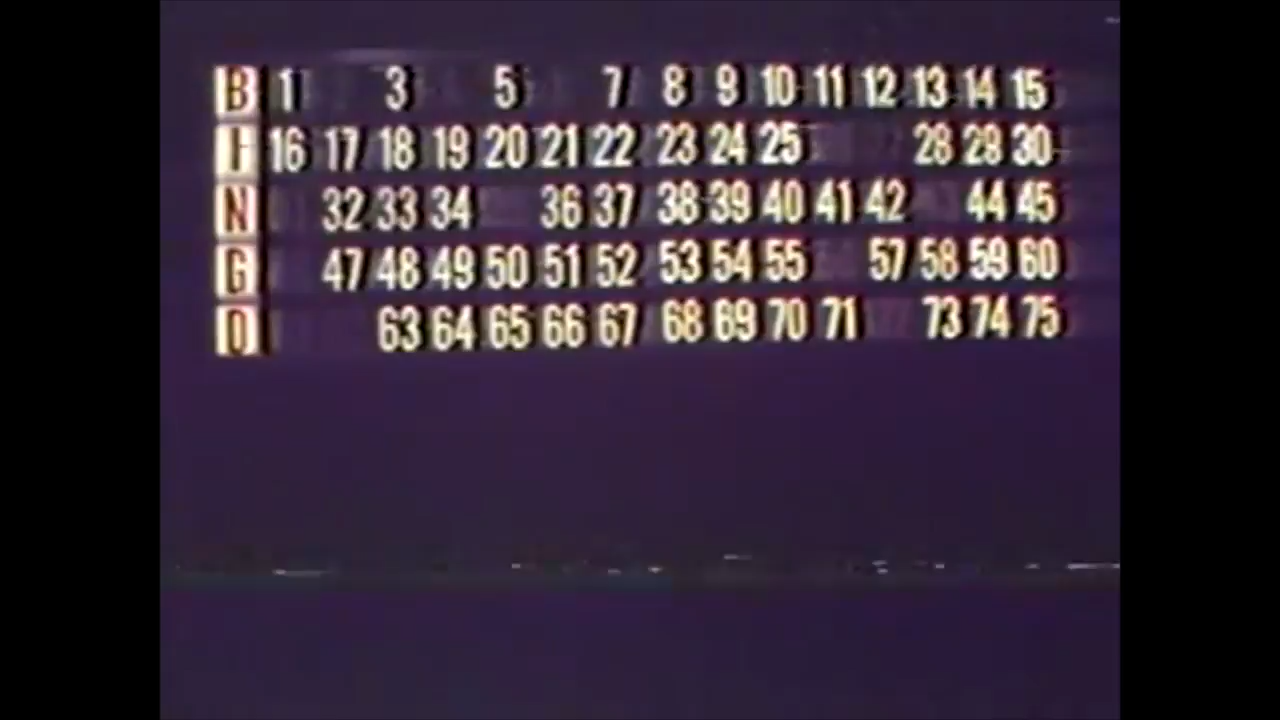 B 1 3 5 7 8 9 10 11 12 13 14 15
I 16 17 18 19 20 21 22 23 24 25 28 29 30
N 32 33 34 36 37 38 39 40 41 42 44 45
G 47 48 49 50 51 52 53 54 55 57 58 59 60
O 63 64 65 66 67 68 69 70 71 73 74 75